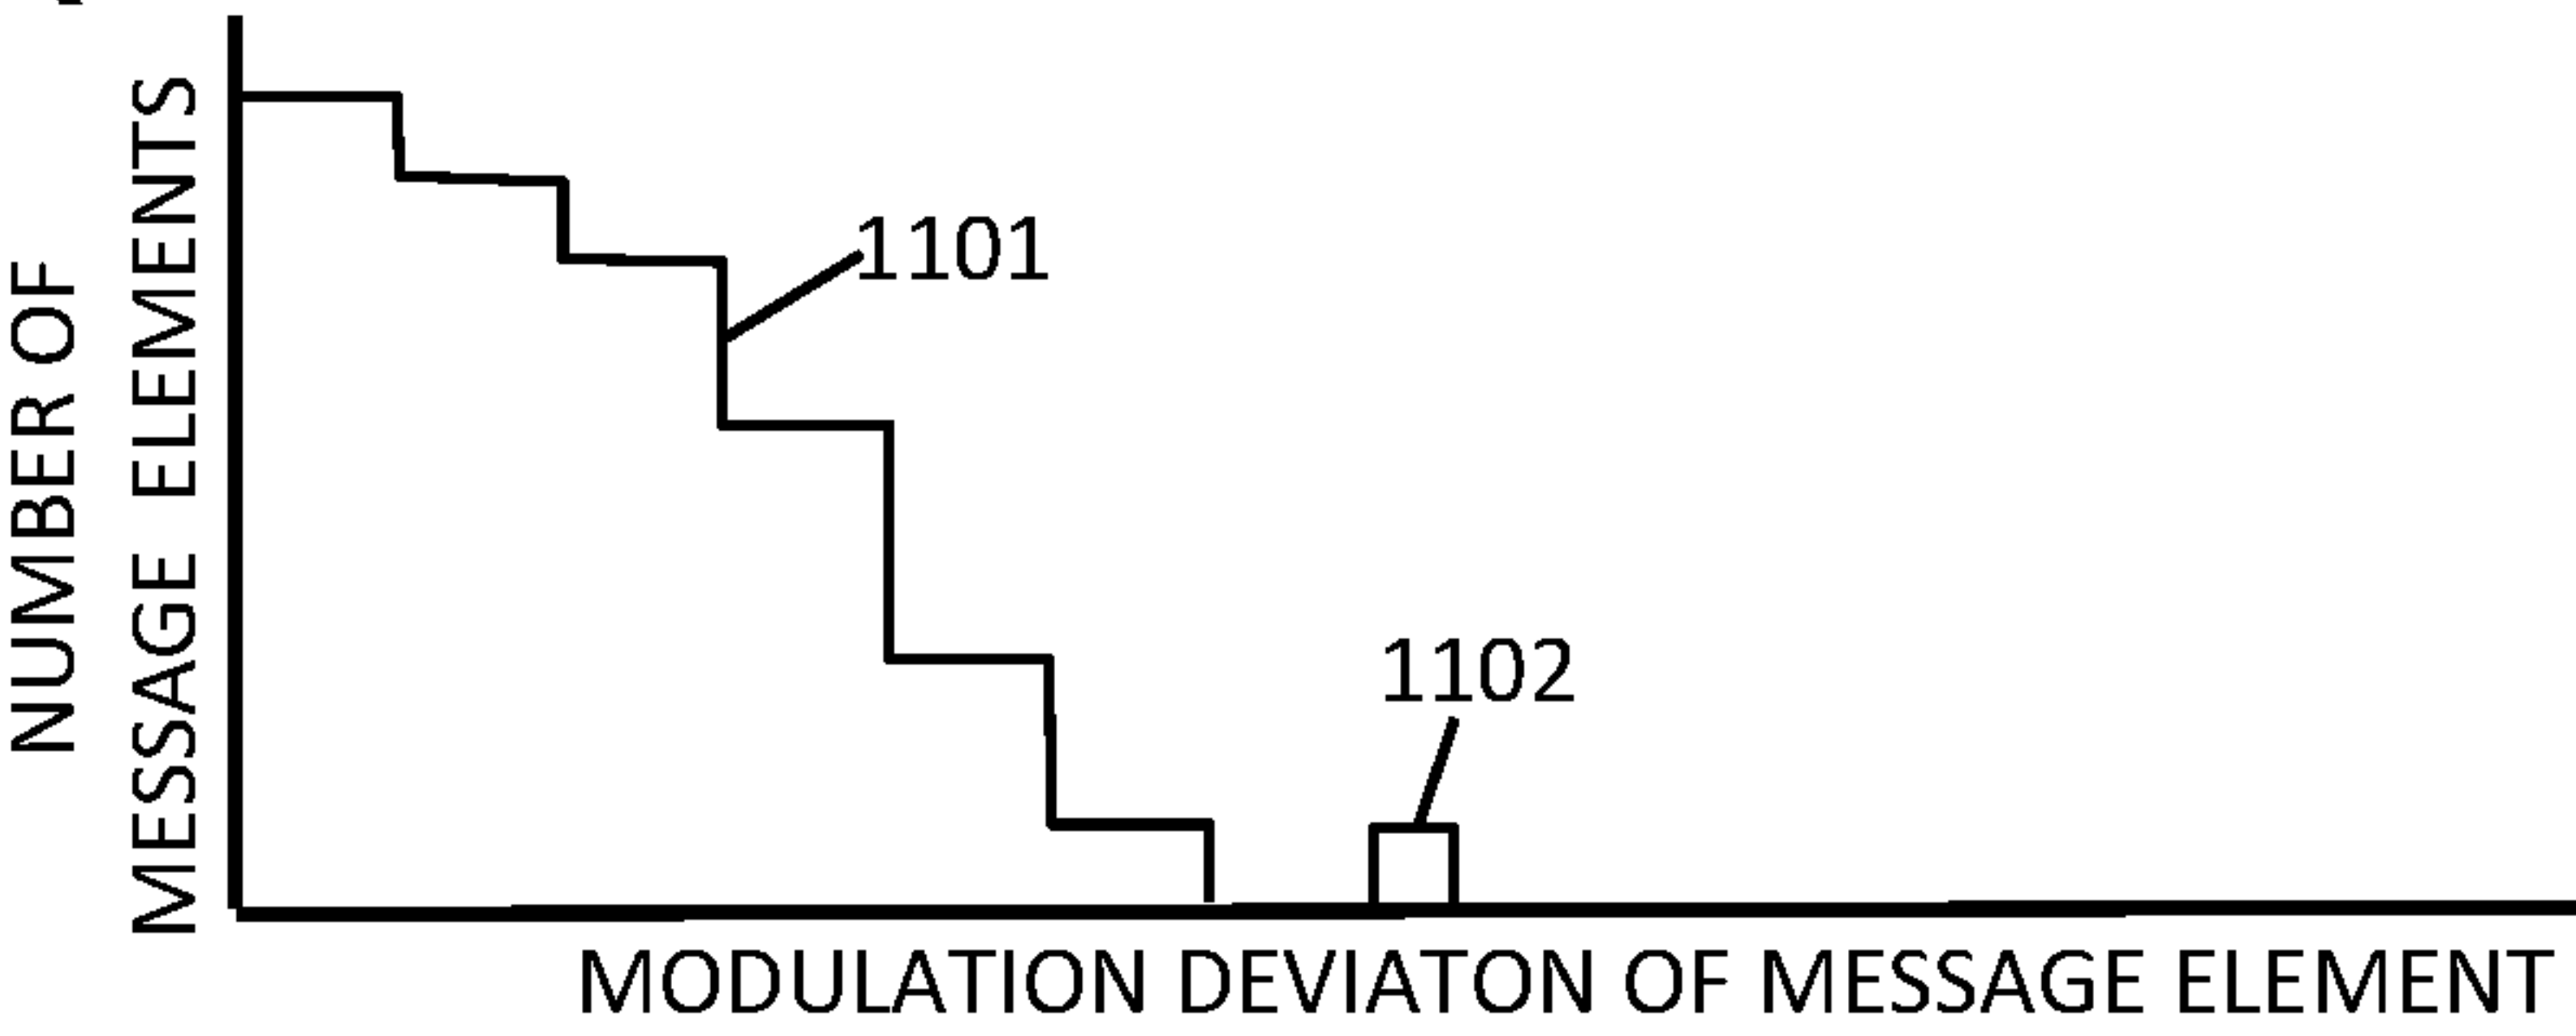 NUMBER OF
MESSAGE ELEMENTS
1101
1102
MODULATION DEVIATON OF MESSAGE ELEMENT